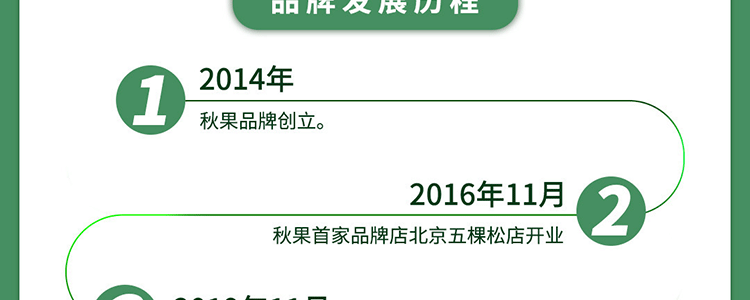 品牌发展历程
1
2014年
秋果品牌创立。
2016年11月
2
秋果首家品牌店北京五棵松店开业